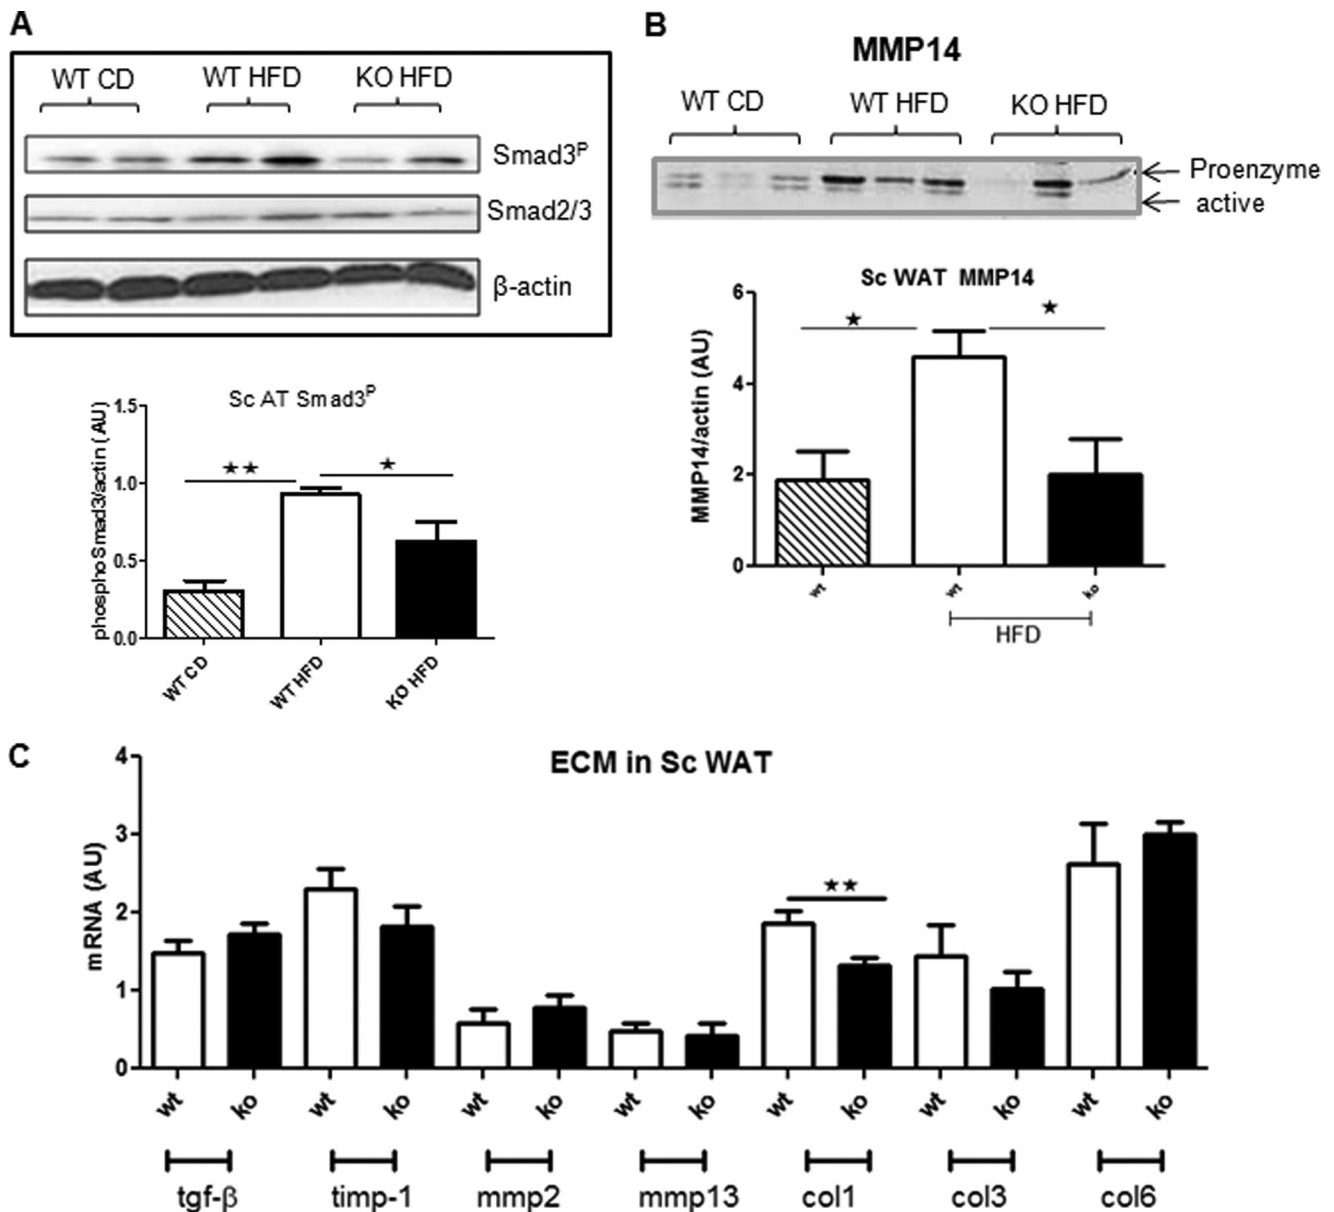 A
WT CD WT HFD KO HFD
Smad3ᴾ
Smad2/3
β-actin
Sc AT Smad3ᴾ
phosphoSmad3/actin (AU)
1.5
1.0
0.5
0.0
★★ ★
WT CD WT HFD KO HFD
B
MMP14
WT CD WT HFD KO HFD
Proenzyme
active
Sc WAT MMP14
MMP14/actin (AU)
6
4
2
0
★ ★
wt wt ko
HFD
C
ECM in Sc WAT
mRNA (AU)
4
3
2
1
0
★★
wt ko wt ko wt ko wt ko wt ko wt ko wt ko
tgf-β timp-1 mmp2 mmp13 col1 col3 col6